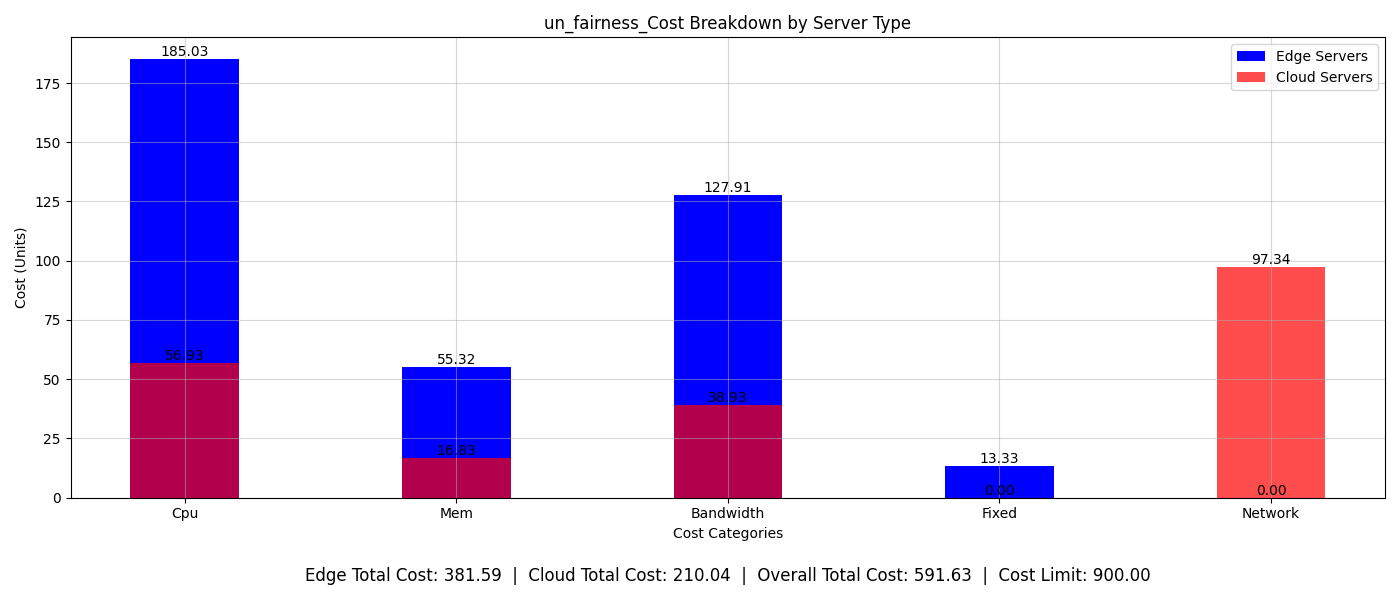 un_fairness_Cost Breakdown by Server Type
Edge Servers
Cloud Servers
Cost (Units)
175
150
125
100
75
50
25
0
185.03
56.93
55.32
16.83
127.91
38.93
13.33
0.00
97.34
0.00
Cpu Mem Bandwidth Fixed Network
Cost Categories
Edge Total Cost: 381.59 | Cloud Total Cost: 210.04 | Overall Total Cost: 591.63 | Cost Limit: 900.00